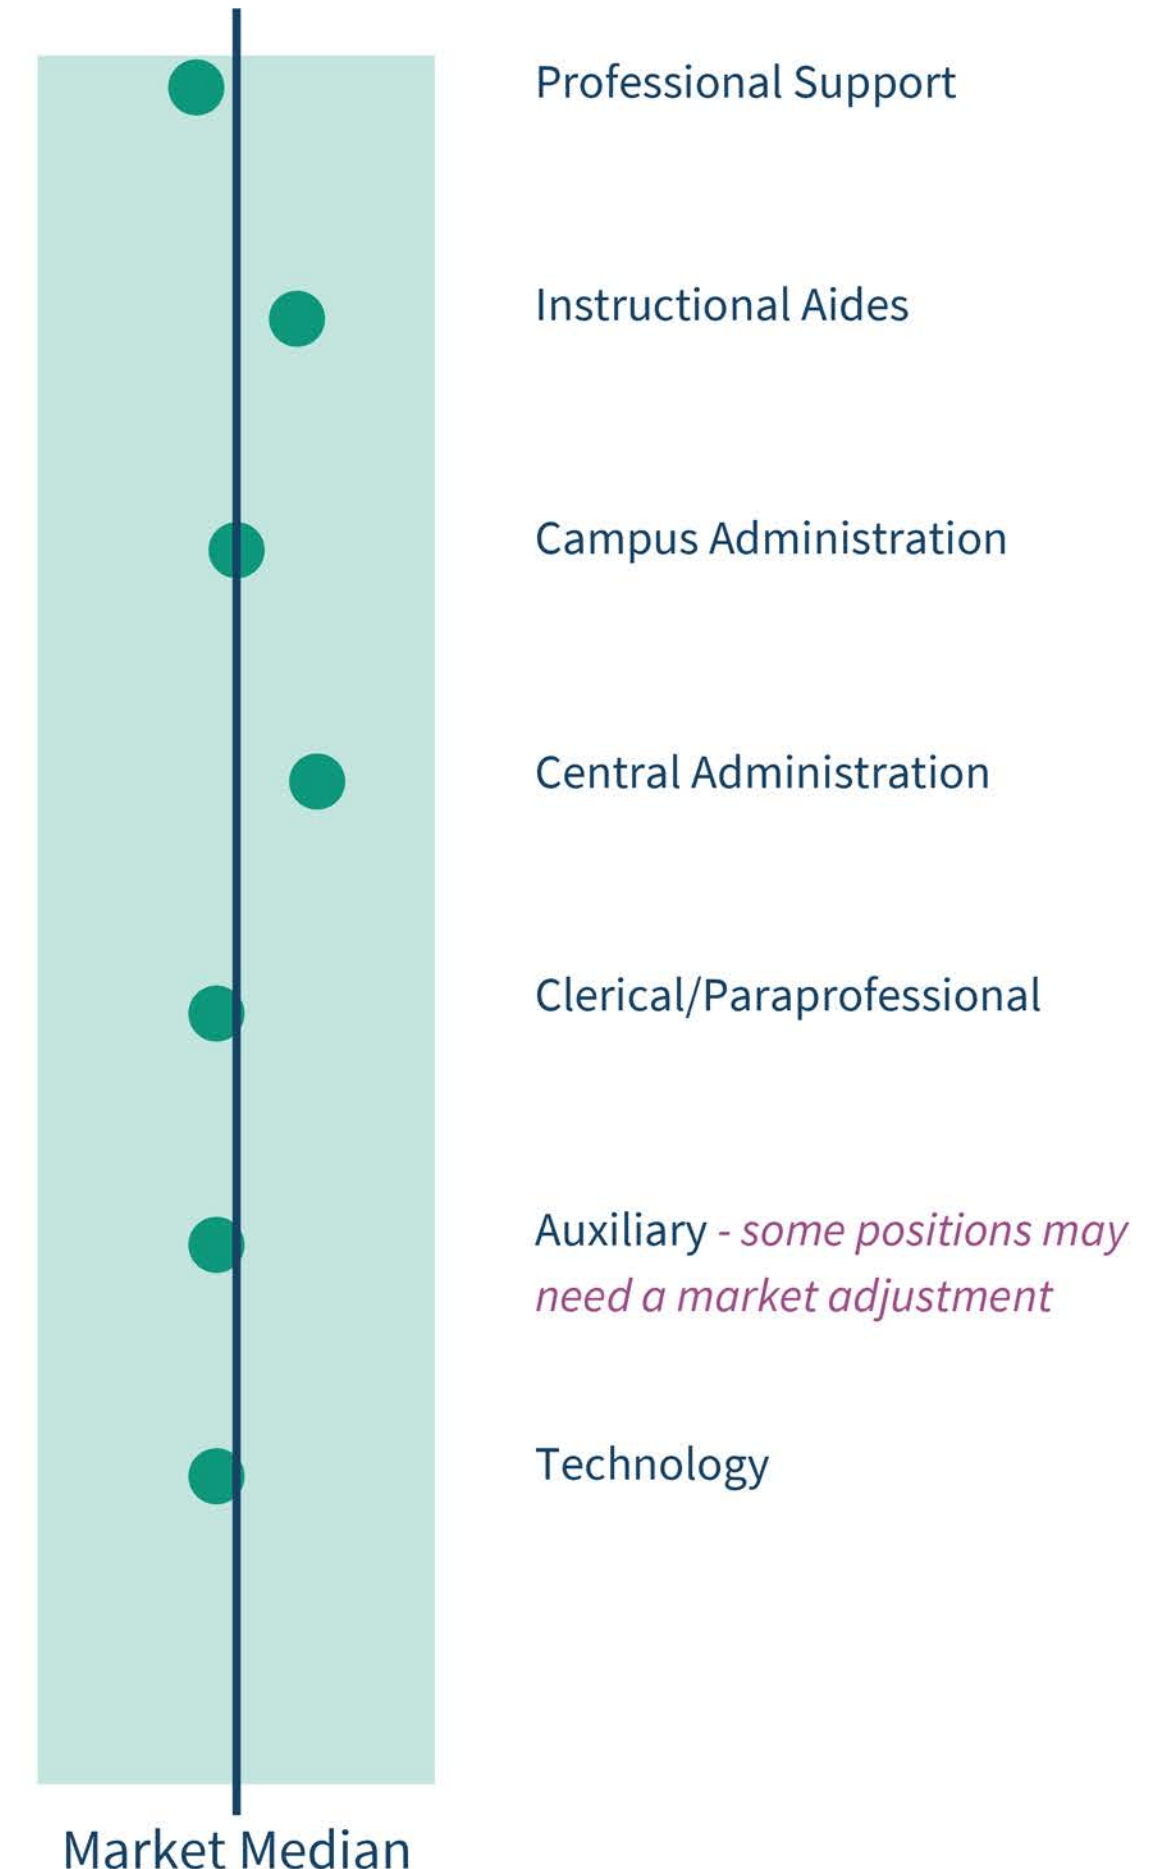 Professional Support
Instructional Aides
Campus Administration
Central Administration
Clerical/Paraprofessional
Auxiliary - some positions may
need a market adjustment
Technology
Market Median